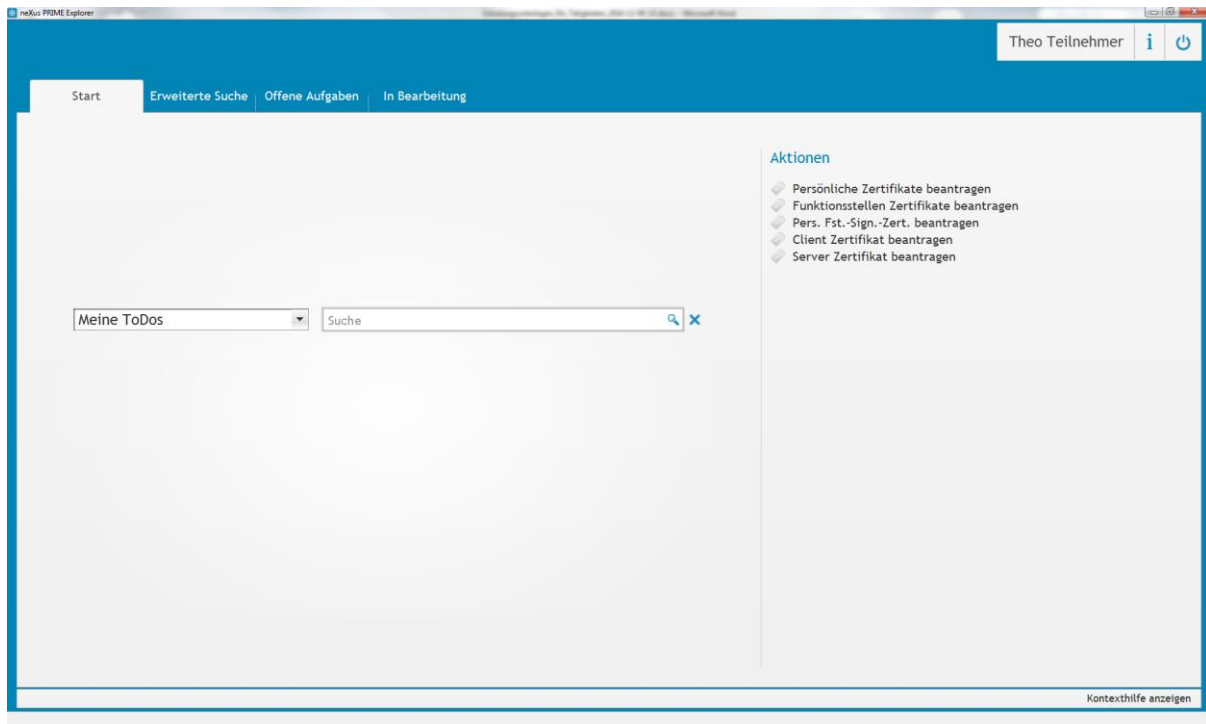 neXus PRIME Explorer
Theo Teilnehmer i
Start Erweiterte Suche Offene Aufgaben In Bearbeitung
Aktionen
Persönliche Zertifikate beantragen
Funktionsstellen Zertifikate beantragen
Pers. Fst.-Sign.-Zert. beantragen
Client Zertifikat beantragen
Server Zertifikat beantragen
Meine ToDos Suche
Kontexthilfe anzeigen